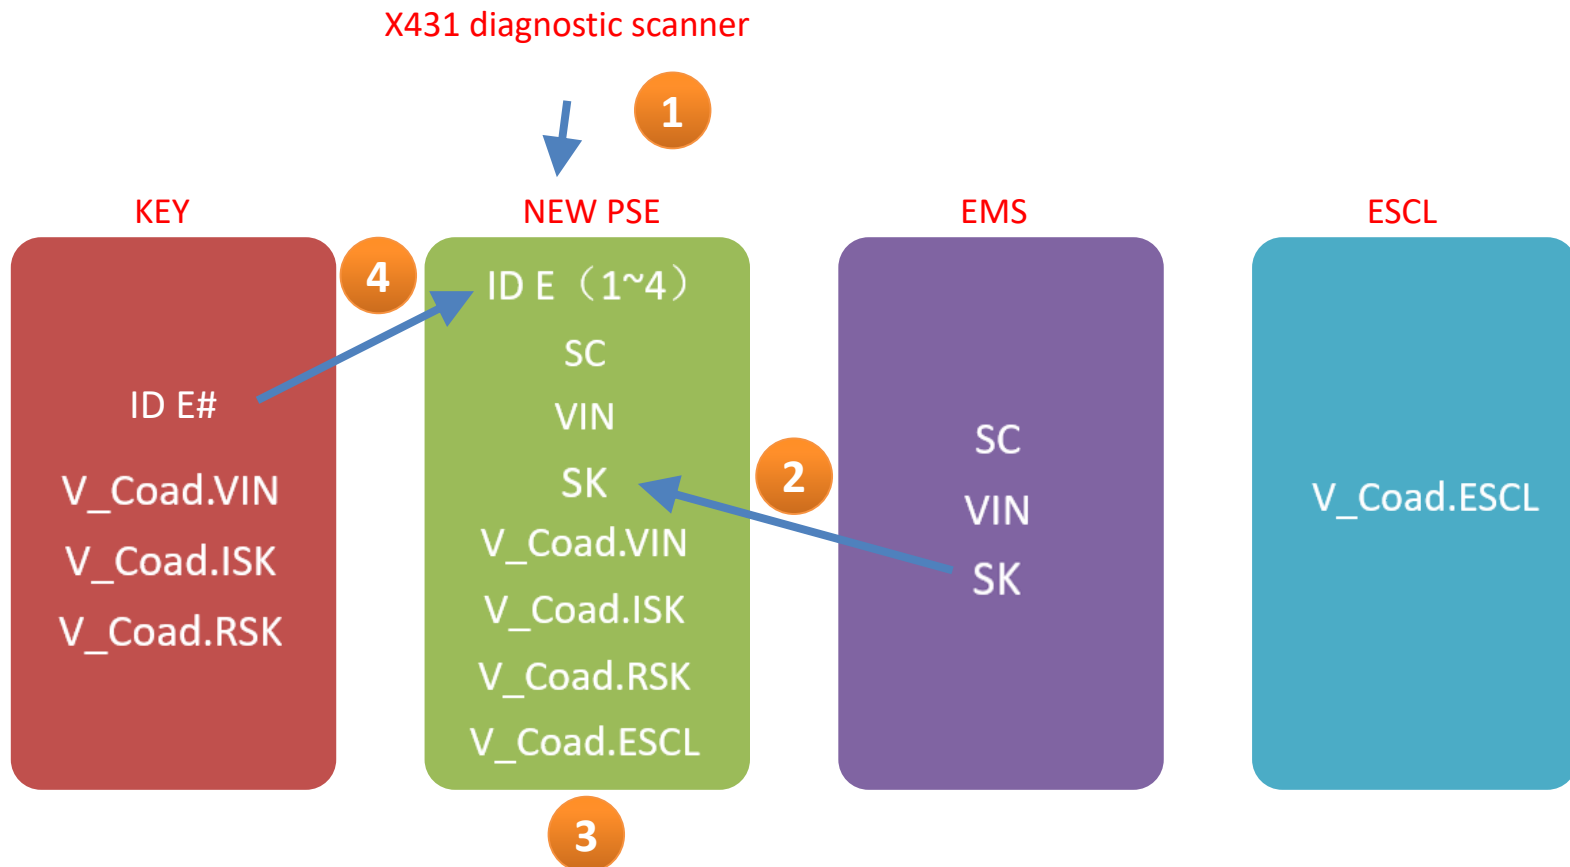 X431 diagnostic scanner
1
KEY
NEW PSE
EMS
ESCL
4
ID E#
V_Coad.VIN
V_Coad.ISK
V_Coad.RSK
ID E（1~4）
SC
VIN
SK
V_Coad.VIN
V_Coad.ISK
V_Coad.RSK
V_Coad.ESCL
2
SC
VIN
SK
V_Coad.ESCL
3